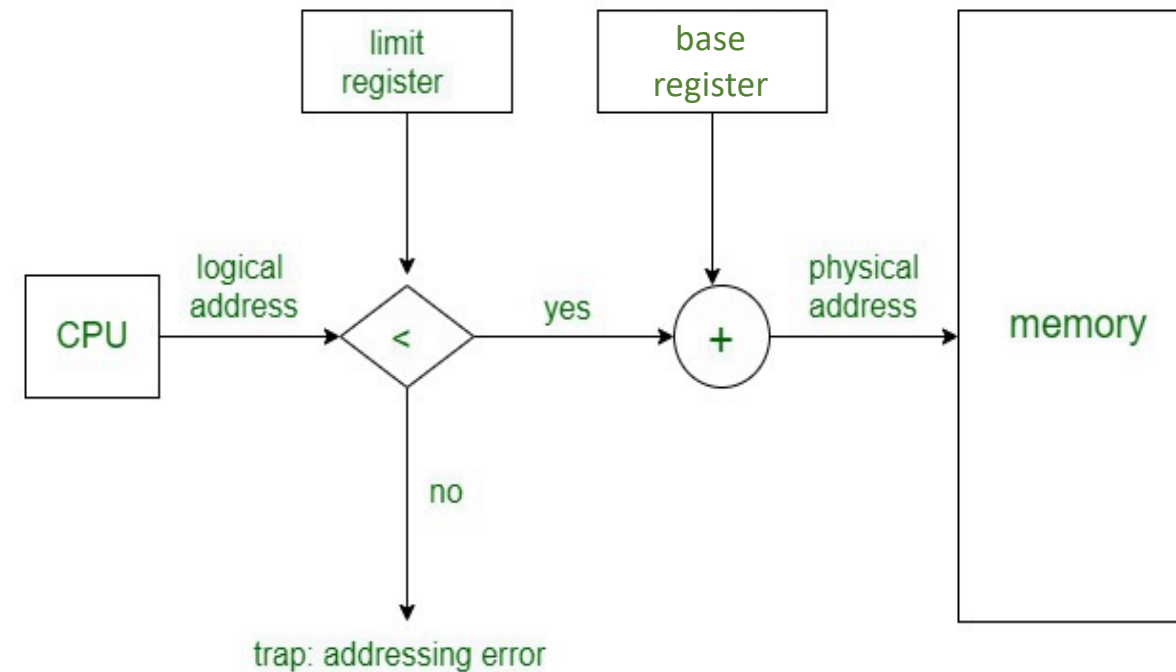 limit
register
base
register
logical
address
physical
address
CPU
<
yes
+
memory
no
trap: addressing error